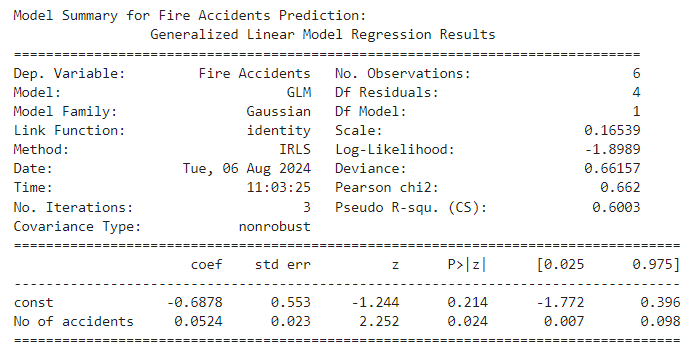 Model Summary for Fire Accidents Prediction:
Generalized Linear Model Regression Results
==============================================================================
Dep. Variable: Fire Accidents No. Observations: 6
Model: GLM Df Residuals: 4
Model Family: Gaussian Df Model: 1
Link Function: identity Scale: 0.16539
Method: IRLS Log-Likelihood: -1.8989
Date: Tue, 06 Aug 2024 Deviance: 0.66157
Time: 11:03:25 Pearson chi2: 0.662
No. Iterations: 3 Pseudo R-squ. (CS): 0.6003
Covariance Type: nonrobust
===================================================================================
coef std err z P>|z| [0.025 0.975]
-----------------------------------------------------------------------------------
const -0.6878 0.553 -1.244 0.214 -1.772 0.396
No of accidents 0.0524 0.023 2.252 0.024 0.007 0.098
===================================================================================